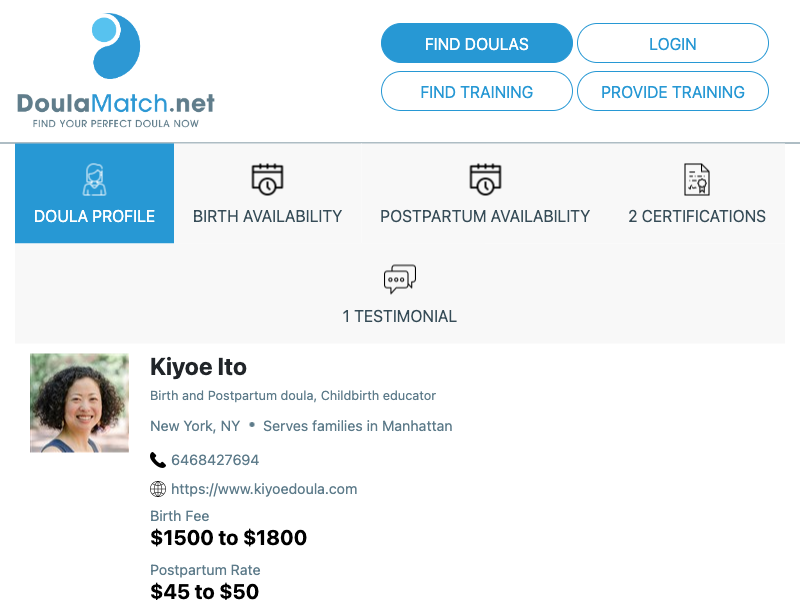 DoulaMatch.net
FIND YOUR PERFECT DOULA NOW
FIND DOULAS
LOGIN
FIND TRAINING
PROVIDE TRAINING
DOULA PROFILE
BIRTH AVAILABILITY
POSTPARTUM AVAILABILITY
2 CERTIFICATIONS
1 TESTIMONIAL
Kiyoe Ito
Birth and Postpartum doula, Childbirth educator
New York, NY • Serves families in Manhattan
6468427694
https://www.kiyoedoula.com
Birth Fee
$1500 to $1800
Postpartum Rate
$45 to $50